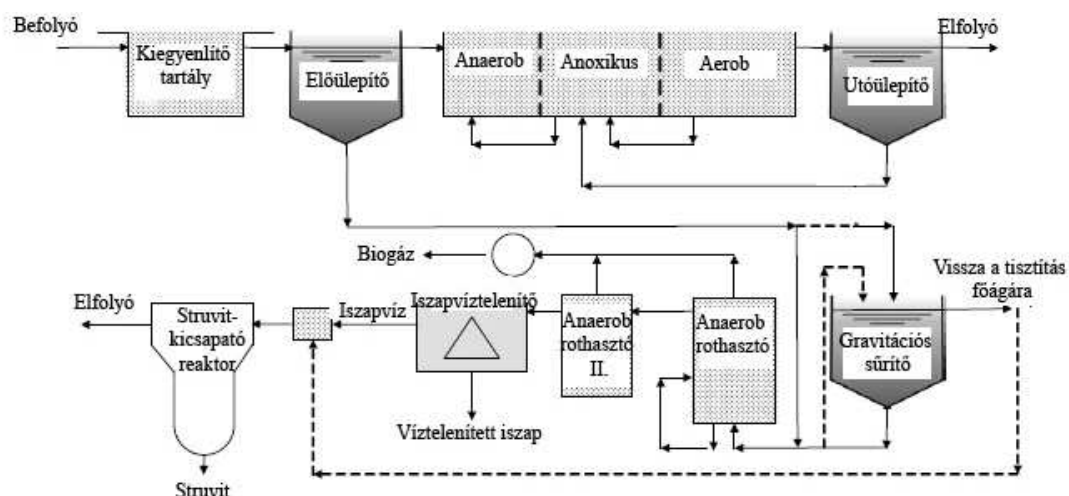 Befolyó
Kiegyenlítő
tartály
Előülepítő
Anaerob
Anoxikus
Aerob
Utóülepítő
Elfolyó
Biogáz
Vissza a tisztítás
főágára
Elfolyó
Struvit-
kicsapató
reaktor
Iszapvíz
Iszapvíztelenítő
Anaerob
rothasztó
II.
Anaerob
rothasztó
Gravitációs
sűrítő
Víztelenített iszap
Struvit